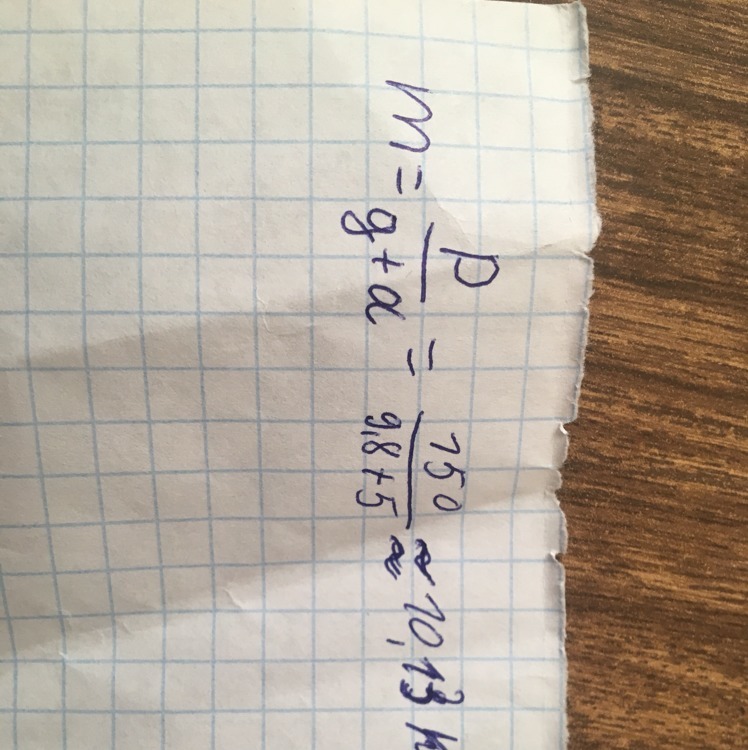 m = p/(g + a) = 150/(9,8 + 5) ≈ 10,13